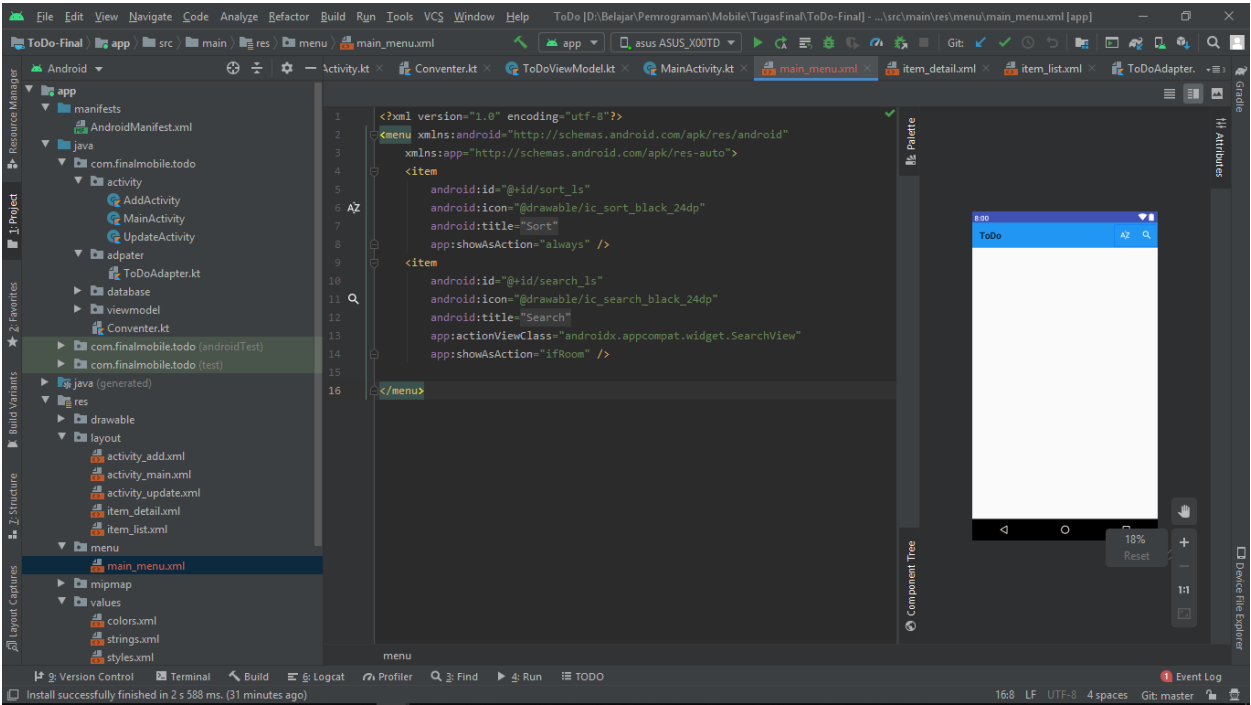 File Edit View Navigate Code Analyze Refactor Build Run Tools VCS Window Help ToDo [D:\Belajar\Pemrograman\Mobile\TugasFinal\ToDo-Final] - ...\src\main\res\menu\main_menu.xml [app]
ToDo-Final app src main res menu main_menu.xml app asus ASUS_X00TD Git:
Android Activity.kt Conventer.kt ToDoViewModel.kt MainActivity.kt main_menu.xml item_detail.xml item_list.xml ToDoAdapter.
Resource Manager
1: Project
2: Favorites
Build Variants
Z: Structure
Layout Captures
app
manifests
AndroidManifest.xml
java
com.finalmobile.todo
activity
AddActivity
MainActivity
UpdateActivity
adpater
ToDoAdapter.kt
database
viewmodel
Conventer.kt
com.finalmobile.todo (androidTest)
com.finalmobile.todo (test)
java (generated)
res
drawable
layout
activity_add.xml
activity_main.xml
activity_update.xml
item_detail.xml
item_list.xml
menu
main_menu.xml
mipmap
values
colors.xml
strings.xml
styles.xml
1 <?xml version="1.0" encoding="utf-8"?>
2 <menu xmlns:android="http://schemas.android.com/apk/res/android"
3 xmlns:app="http://schemas.android.com/apk/res-auto">
4 <item
5 android:id="@+id/sort_ls"
6 AZ android:icon="@drawable/ic_sort_black_24dp"
7 android:title="Sort"
8 app:showAsAction="always" />
9 <item
10 android:id="@+id/search_ls"
11 android:icon="@drawable/ic_search_black_24dp"
12 android:title="Search"
13 app:actionViewClass="androidx.appcompat.widget.SearchView"
14 app:showAsAction="ifRoom" />
15
16 </menu>
menu
Palette
Component Tree
8:00
ToDo AZ
18%
Reset
1:1
Gradle
Attributes
Device File Explorer
9: Version Control Terminal Build 6: Logcat Profiler 3: Find 4: Run TODO 1 Event Log
Install successfully finished in 2 s 588 ms. (31 minutes ago) 16:8 LF UTF-8 4 spaces Git: master